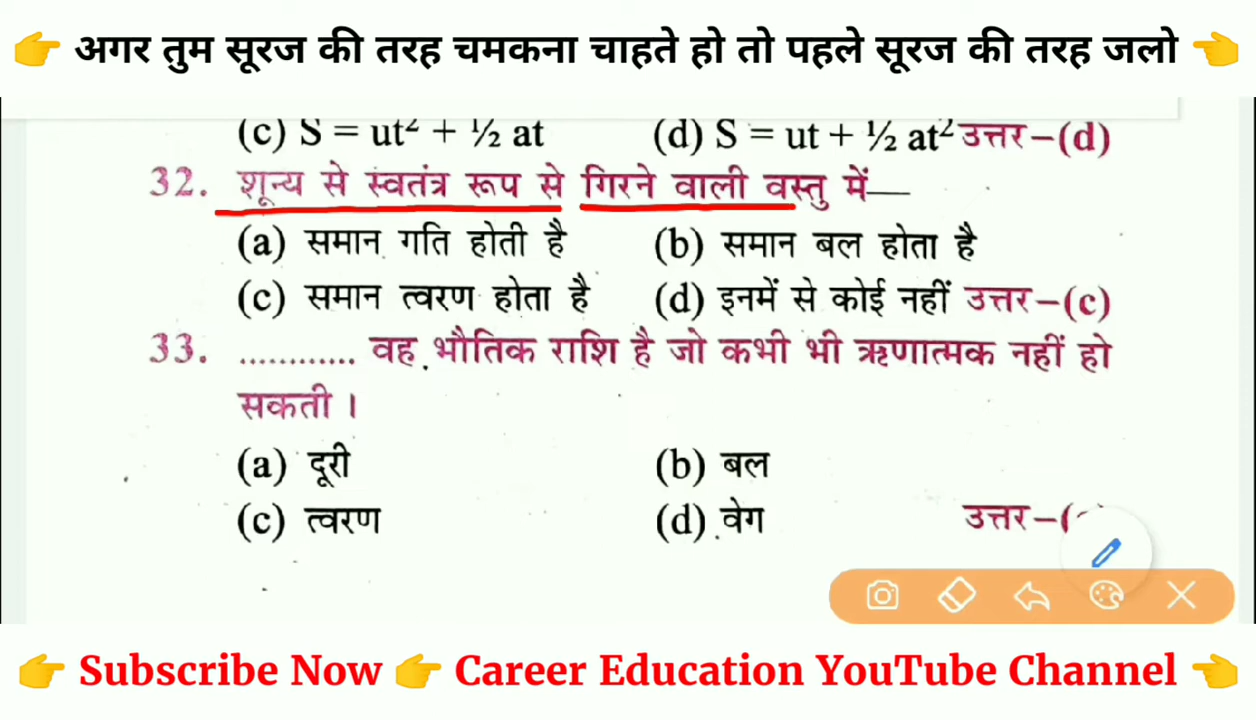 👉 अगर तुम सूरज की तरह चमकना चाहते हो तो पहले सूरज की तरह जलो 👈
(c) S = ut² + ½ at (d) S = ut + ½ at² उत्तर–(d)
32. शून्य से स्वतंत्र रूप से गिरने वाली वस्तु में—
(a) समान गति होती है (b) समान बल होता है
(c) समान त्वरण होता है (d) इनमें से कोई नहीं उत्तर–(c)
33. ............ वह भौतिक राशि है जो कभी भी ऋणात्मक नहीं हो
सकती ।
(a) दूरी (b) बल
(c) त्वरण (d) वेग उत्तर–(
👉 Subscribe Now 👉 Career Education YouTube Channel 👈